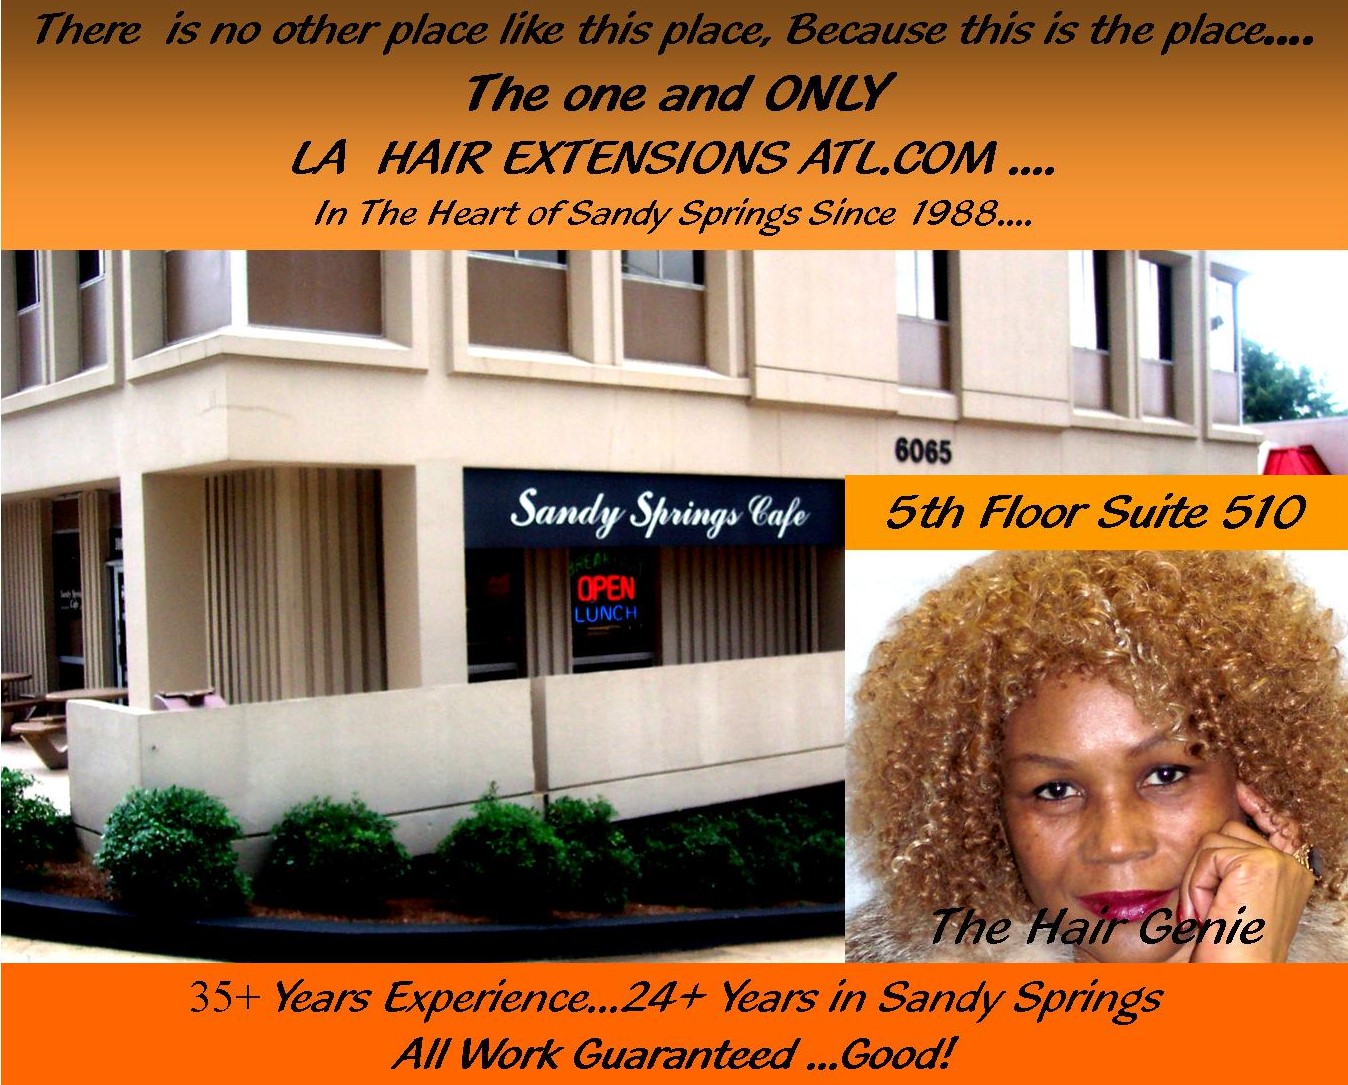 There is no other place like this place, Because this is the place....
The one and ONLY
LA HAIR EXTENSIONS ATL.COM ....
In The Heart of Sandy Springs Since 1988....
6065
Sandy Springs Cafe
5th Floor Suite 510
OPEN
LUNCH
The Hair Genie
35+ Years Experience...24+ Years in Sandy Springs
All Work Guaranteed ...Good!